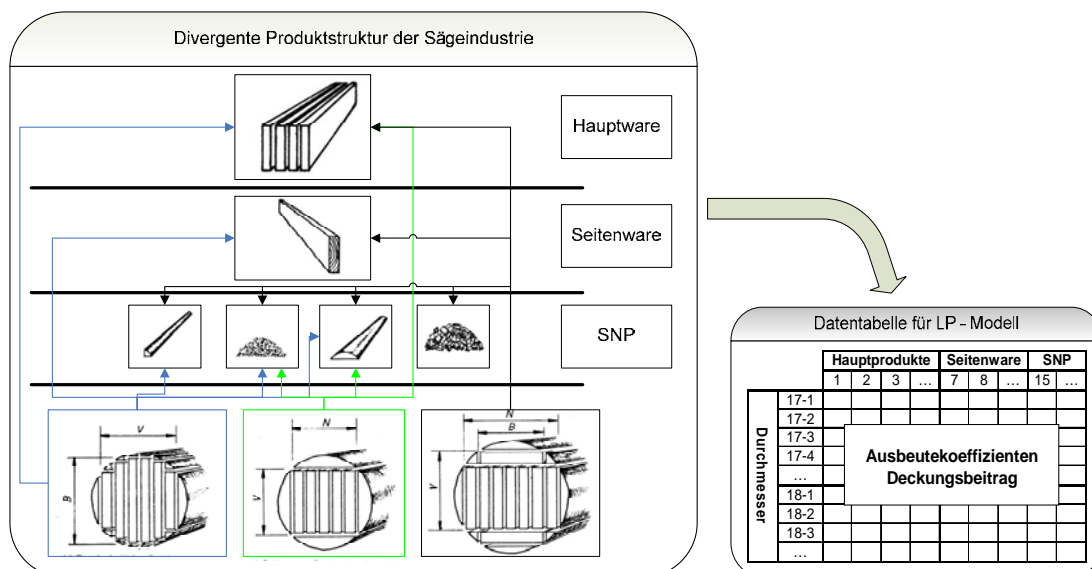 Divergente Produktstruktur der Sägeindustrie
Hauptware
Seitenware
SNP
V
B
N
V
N
B
V
Datentabelle für LP - Modell
Hauptprodukte Seitenware SNP
1 2 3 ... 7 8 ... 15 ...
Durchmesser
17-1
17-2
17-3
17-4
...
18-1
18-2
18-3
...
Ausbeutekoeffizienten
Deckungsbeitrag